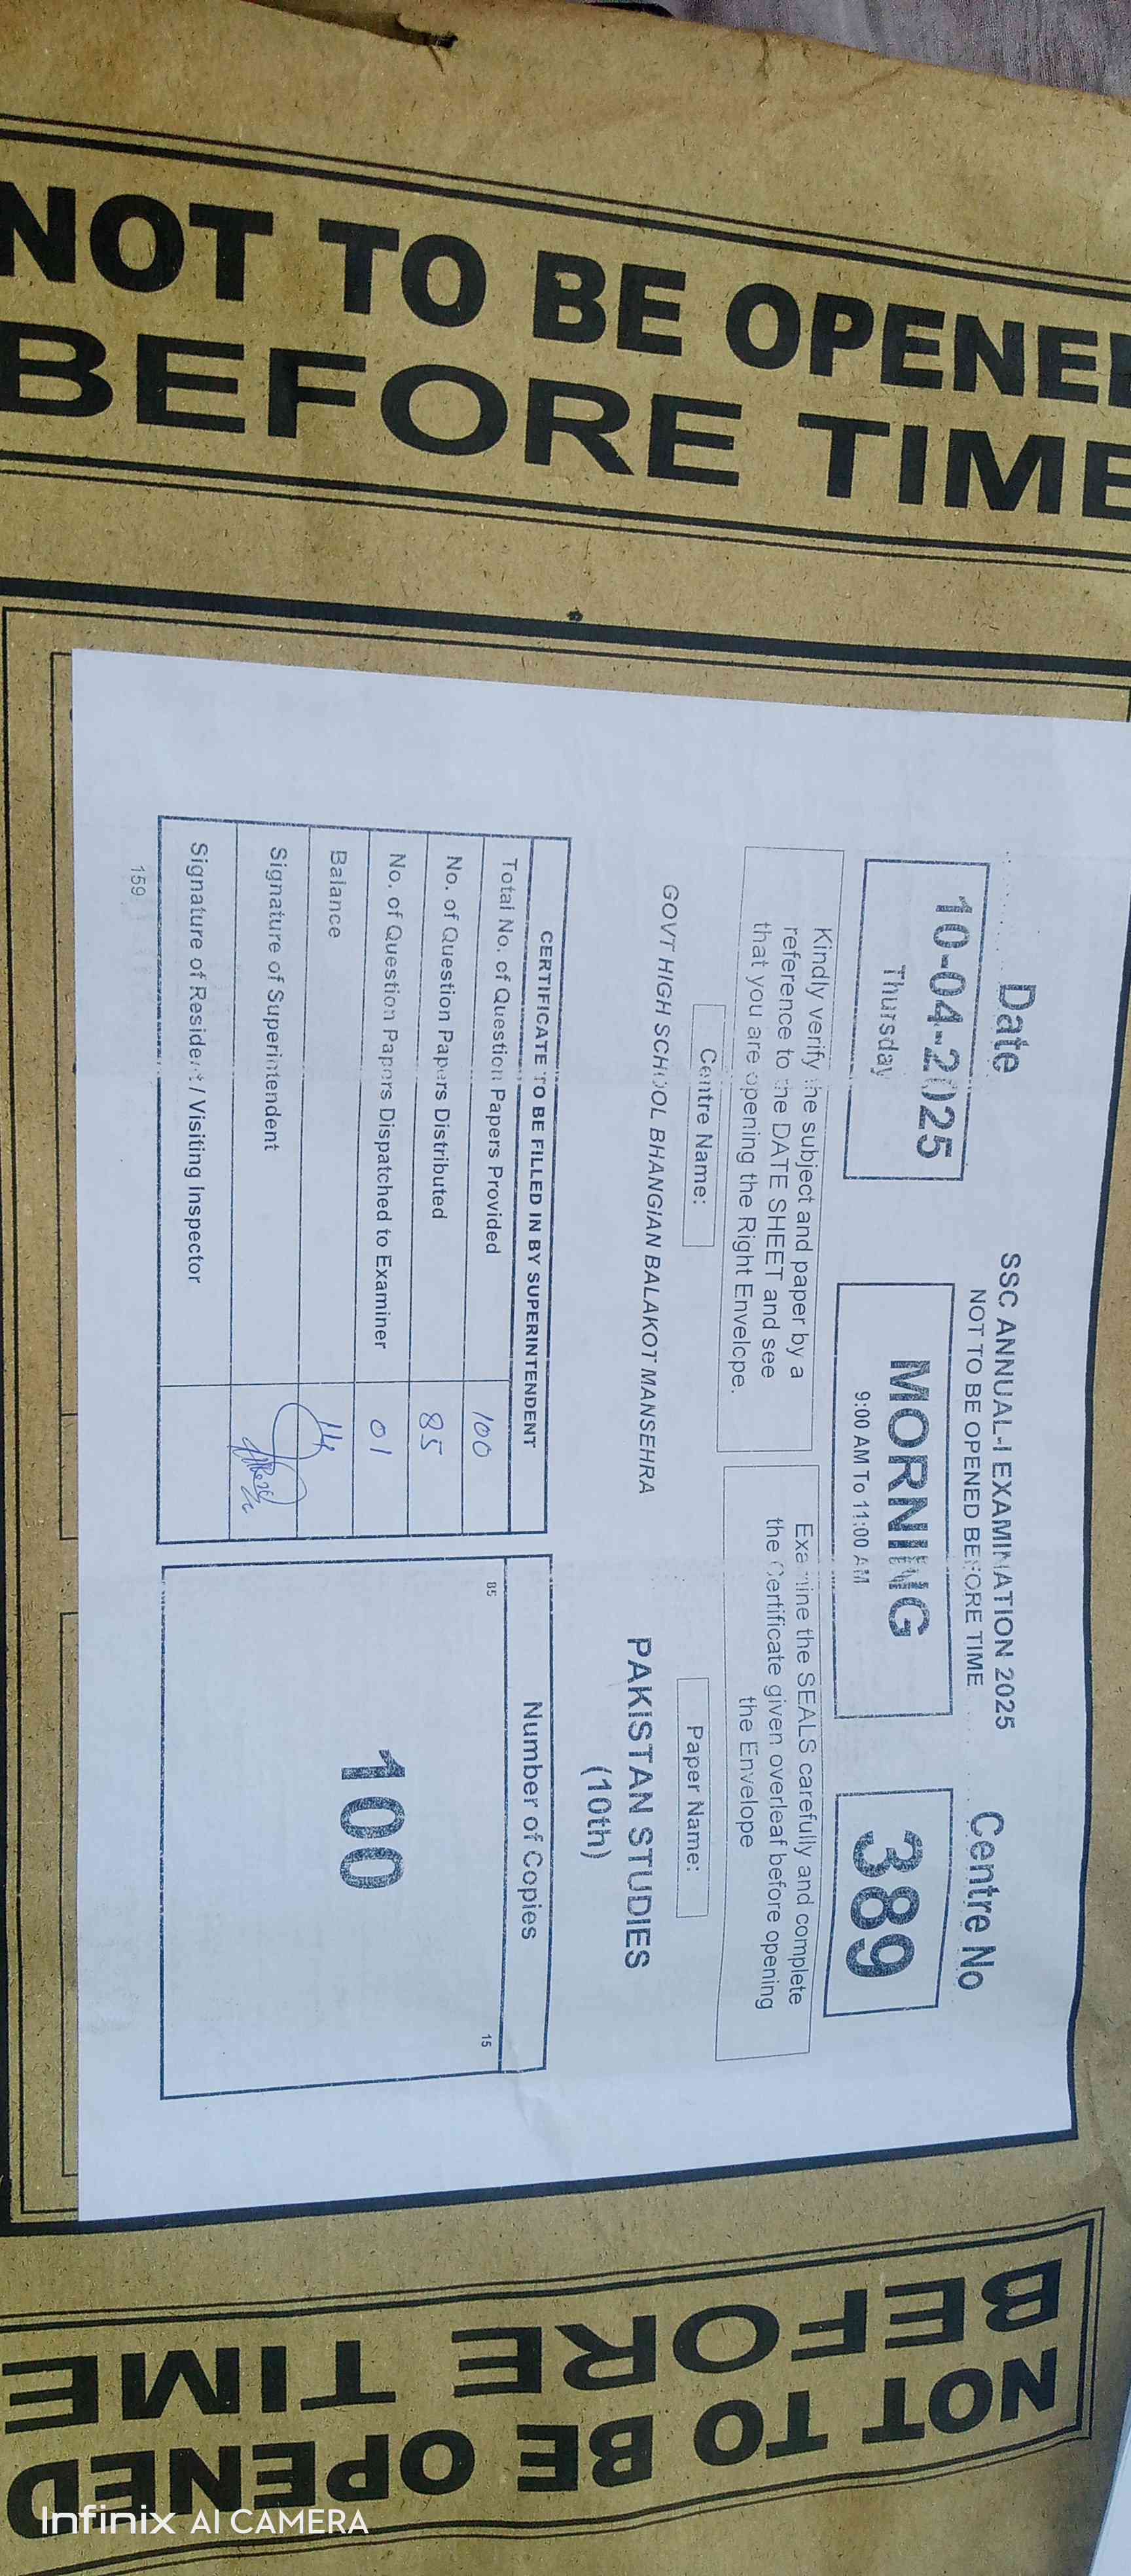 NOT TO BE OPENED
BEFORE TIME
SSC ANNUAL-I EXAMINATION 2025
NOT TO BE OPENED BEFORE TIME
Date
10-04-2025
Thursday
MORNING
9:00 AM To 11:00 AM
Centre No
389
Kindly verify the subject and paper by a
reference to the DATE SHEET and see
that you are opening the Right Envelope.
Examine the SEALS carefully and complete
the Certificate given overleaf before opening
the Envelope
Centre Name:
GOVT HIGH SCHOOL BHANGIAN BALAKOT MANSEHRA
Paper Name:
PAKISTAN STUDIES
(10th)
CERTIFICATE TO BE FILLED IN BY SUPERINTENDENT
Total No. of Question Papers Provided 100
No. of Question Papers Distributed 85
No. of Question Papers Dispatched to Examiner 01
Balance 14
Signature of Superintendent
Signature of Resident / Visiting Inspector
Number of Copies
85 15
100
159
NOT TO BE OPENED
BEFORE TIME
Infinix AI CAMERA